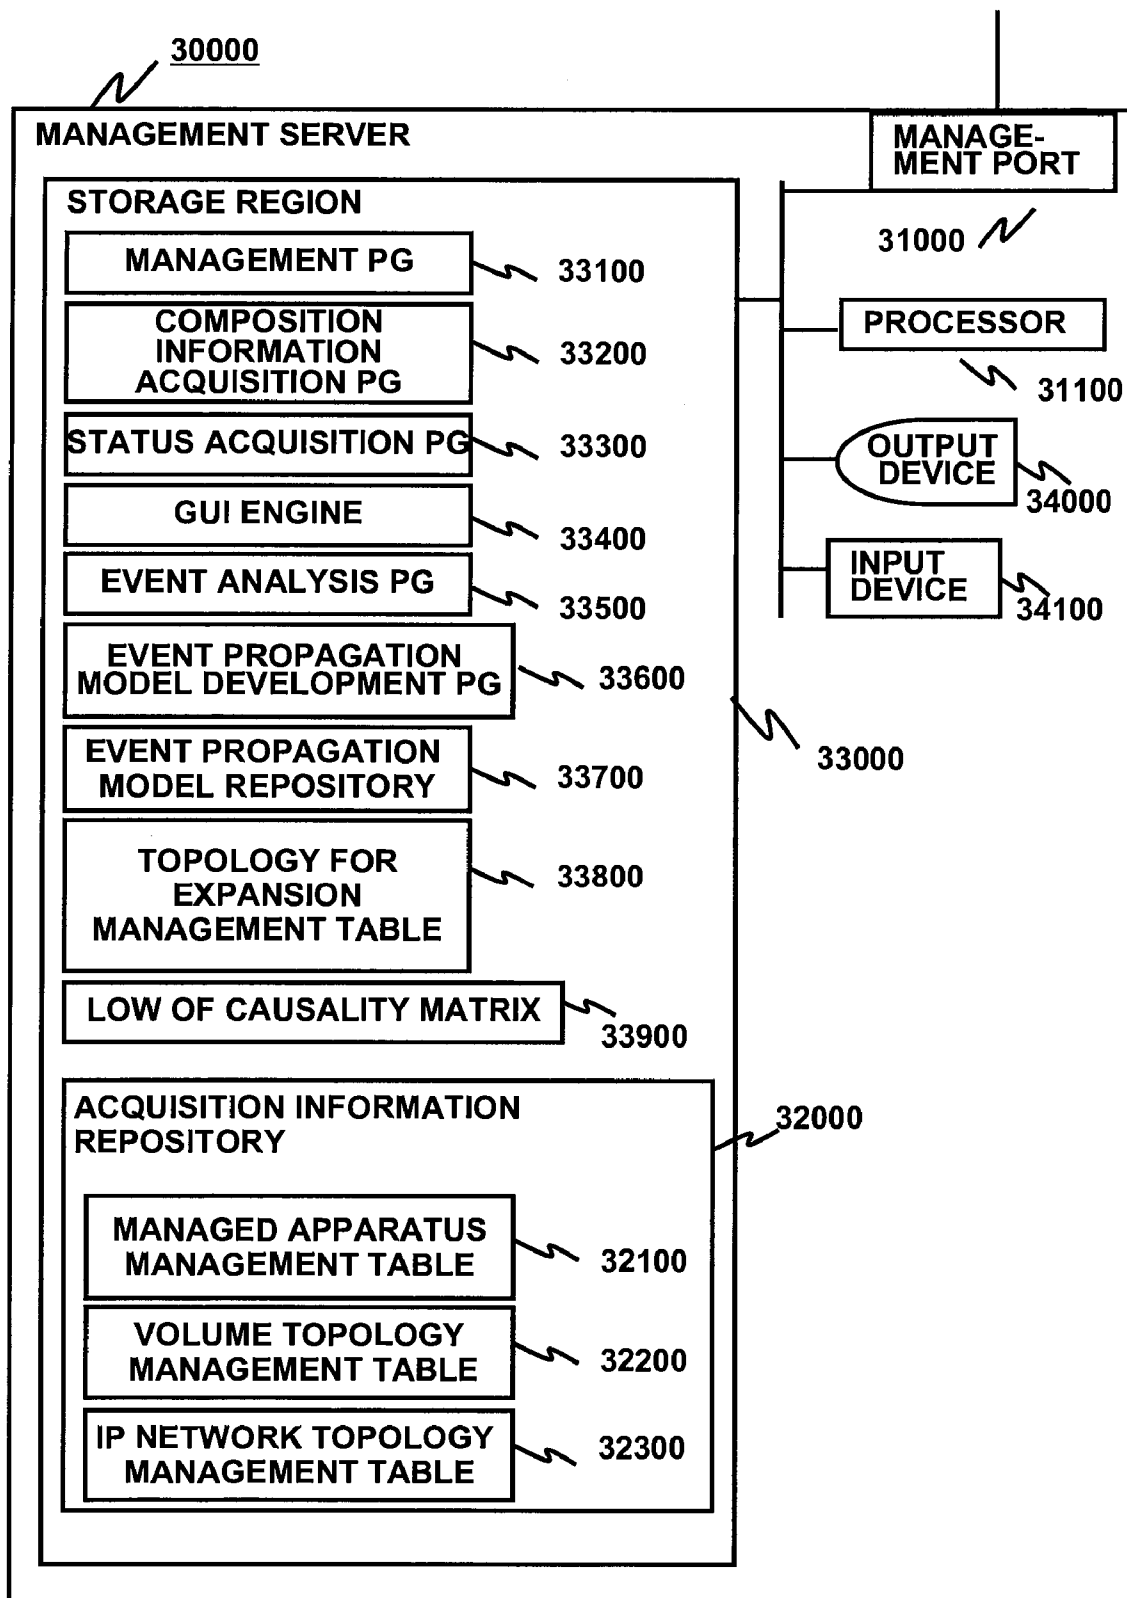 30000
MANAGEMENT SERVER
MANAGE-
MENT PORT
31000
STORAGE REGION
MANAGEMENT PG
33100
COMPOSITION
INFORMATION
ACQUISITION PG
33200
PROCESSOR
31100
STATUS ACQUISITION PG
33300
OUTPUT
DEVICE
34000
GUI ENGINE
33400
EVENT ANALYSIS PG
33500
INPUT
DEVICE
34100
EVENT PROPAGATION
MODEL DEVELOPMENT PG
33600
33000
EVENT PROPAGATION
MODEL REPOSITORY
33700
TOPOLOGY FOR
EXPANSION
MANAGEMENT TABLE
33800
LOW OF CAUSALITY MATRIX
33900
ACQUISITION INFORMATION
REPOSITORY
32000
MANAGED APPARATUS
MANAGEMENT TABLE
32100
VOLUME TOPOLOGY
MANAGEMENT TABLE
32200
IP NETWORK TOPOLOGY
MANAGEMENT TABLE
32300